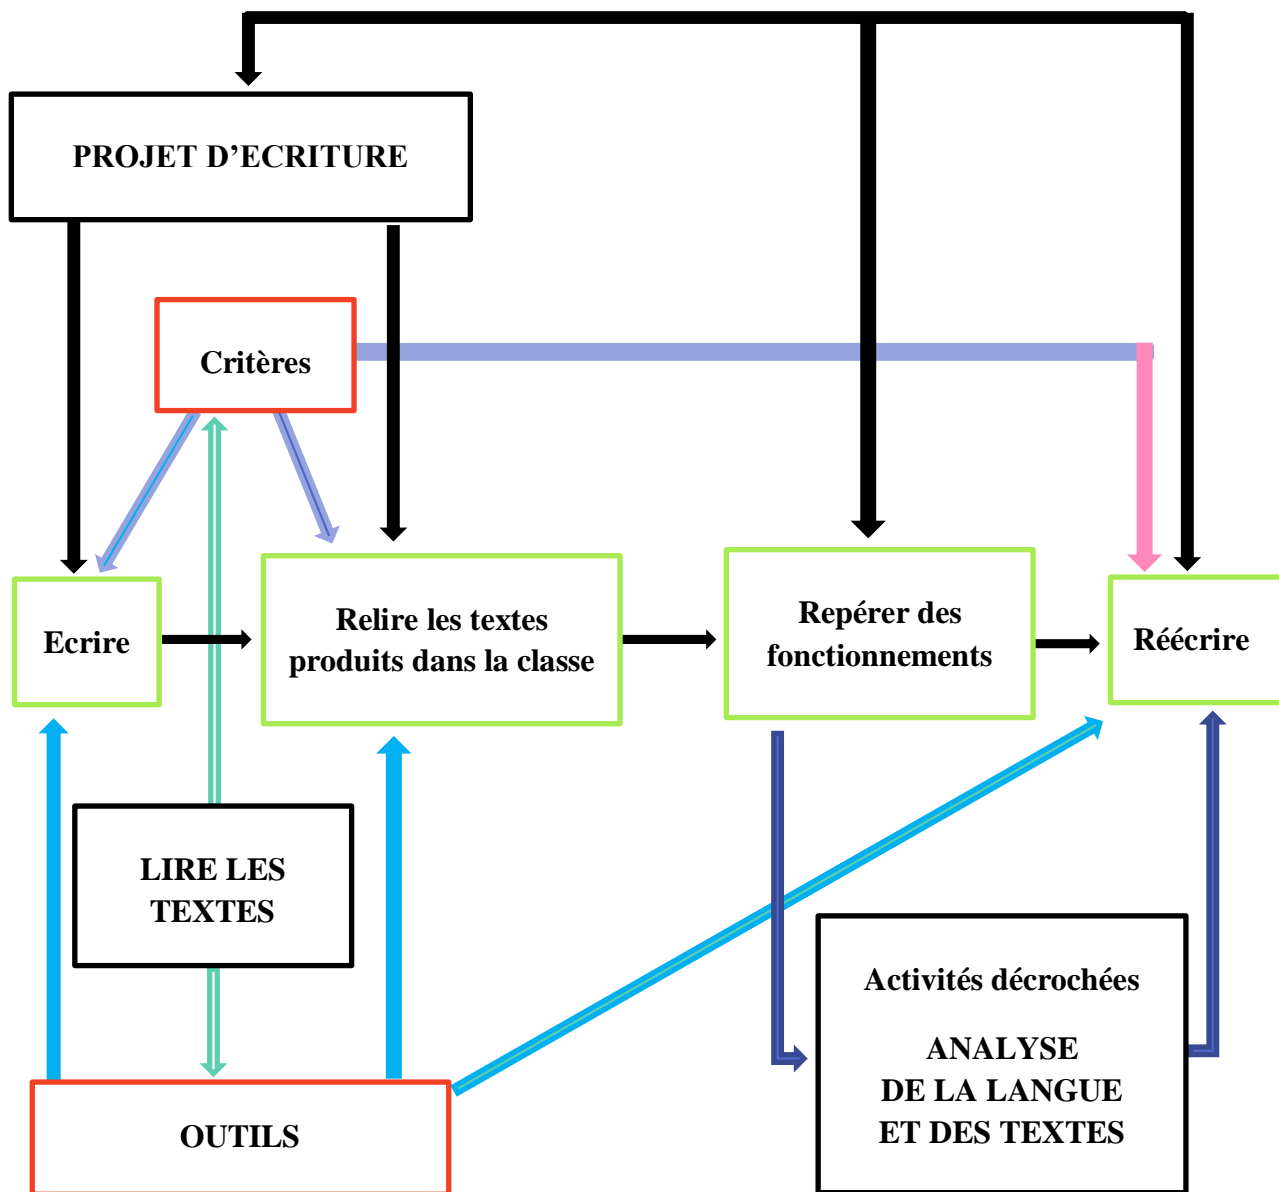 PROJET D’ECRITURE
Critères
Ecrire
Relire les textes
produits dans la classe
Repérer des
fonctionnements
Réécrire
LIRE LES
TEXTES
Activités décrochées
ANALYSE
DE LA LANGUE
ET DES TEXTES
OUTILS